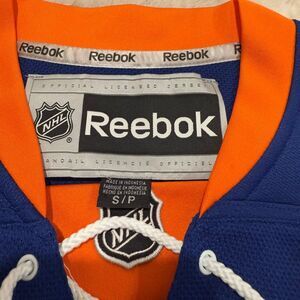 Reebok Reebok Reebok
OFFICIAL LICENSED JERSEY
NHL
Reebok
LICENCIÉ OFFICIEL
MADE IN INDONESIA
FABRIQUÉ EN INDONÉSIE
HECHO EN INDONESIA
S/P
NHL